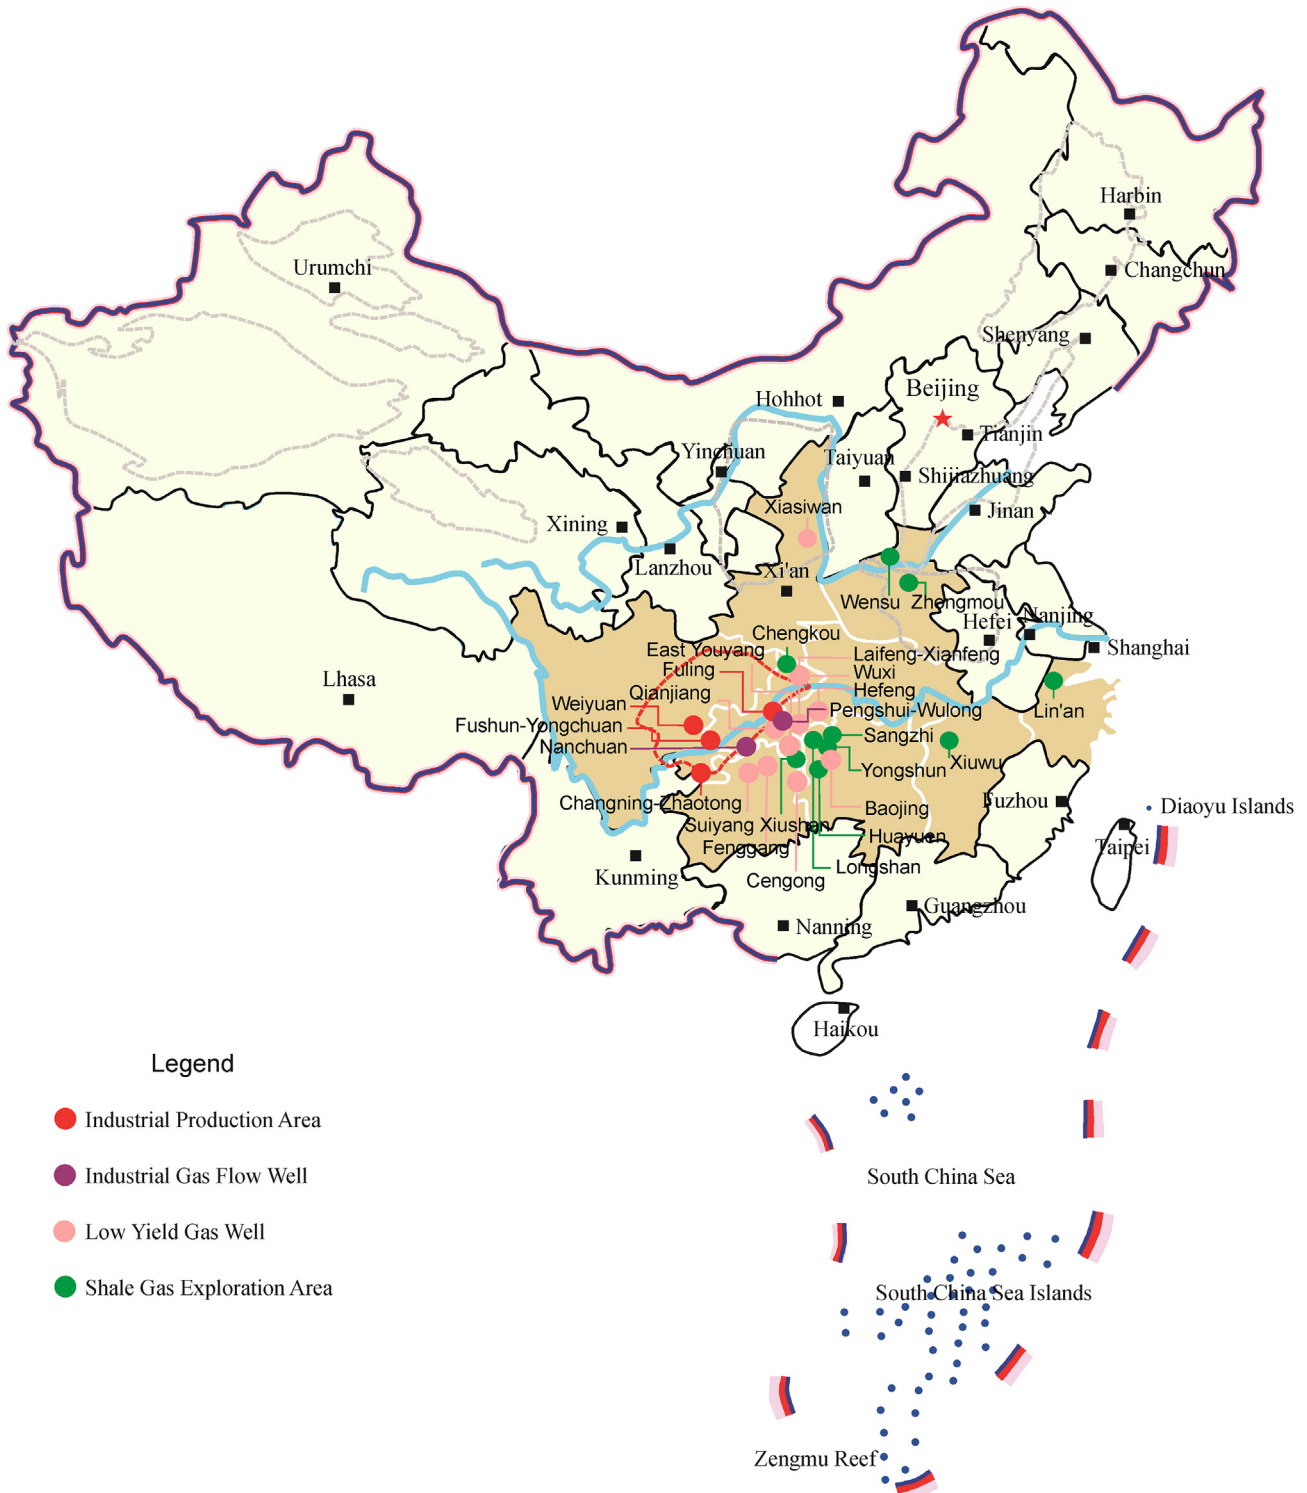 Harbin
Urumchi
Changchun
Shenyang
Beijing
Hohhot
Tianjin
Yinchuan
Taiyuan
Shijiazhuang
Xiasiwan
Jinan
Xining
Lanzhou
Xi'an
Wensu
Zhengmou
Hefei
Nanjing
Chengkou
Shanghai
East Youyang
Laifeng-Xianfeng
Fuling
Wuxi
Lhasa
Qianjiang
Hefeng
Weiyuan
Pengshui-Wulong
Lin'an
Fushun-Yongchuan
Sangzhi
Nanchuan
Yongshun
Xiuwu
Changning-Zhaotong
Baojing
Fuzhou
Diaoyu Islands
Suiyang
Xiushan
Huayuen
Taipei
Fenggang
Longshan
Kunming
Cengong
Guangzhou
Nanning
Haikou
Legend
Industrial Production Area
Industrial Gas Flow Well
South China Sea
Low Yield Gas Well
Shale Gas Exploration Area
South China Sea Islands
Zengmu Reef